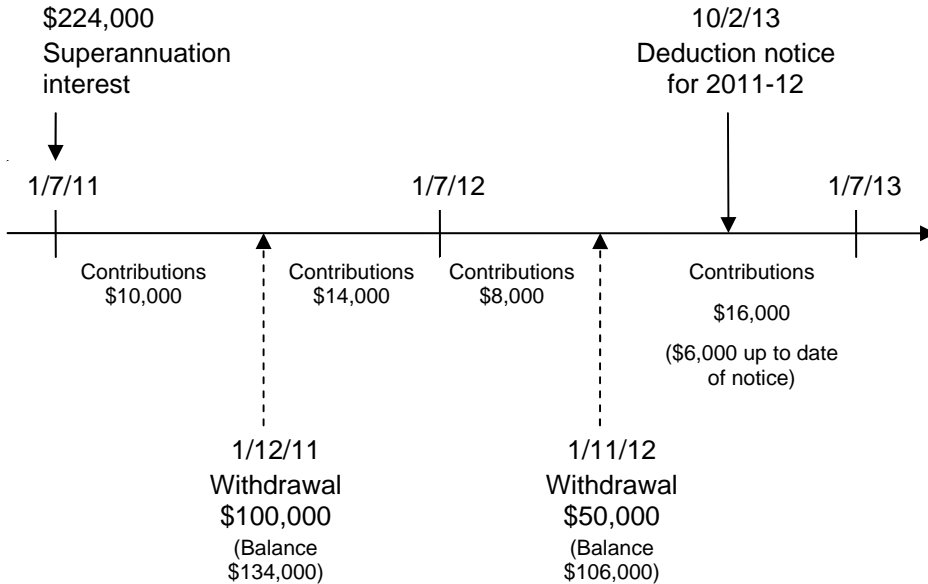 $224,000
Superannuation
interest
10/2/13
Deduction notice
for 2011-12
1/7/11
1/7/12
1/7/13
Contributions
$10,000
Contributions
$14,000
Contributions
$8,000
Contributions
$16,000
($6,000 up to date
of notice)
1/12/11
Withdrawal
$100,000
(Balance
$134,000)
1/11/12
Withdrawal
$50,000
(Balance
$106,000)